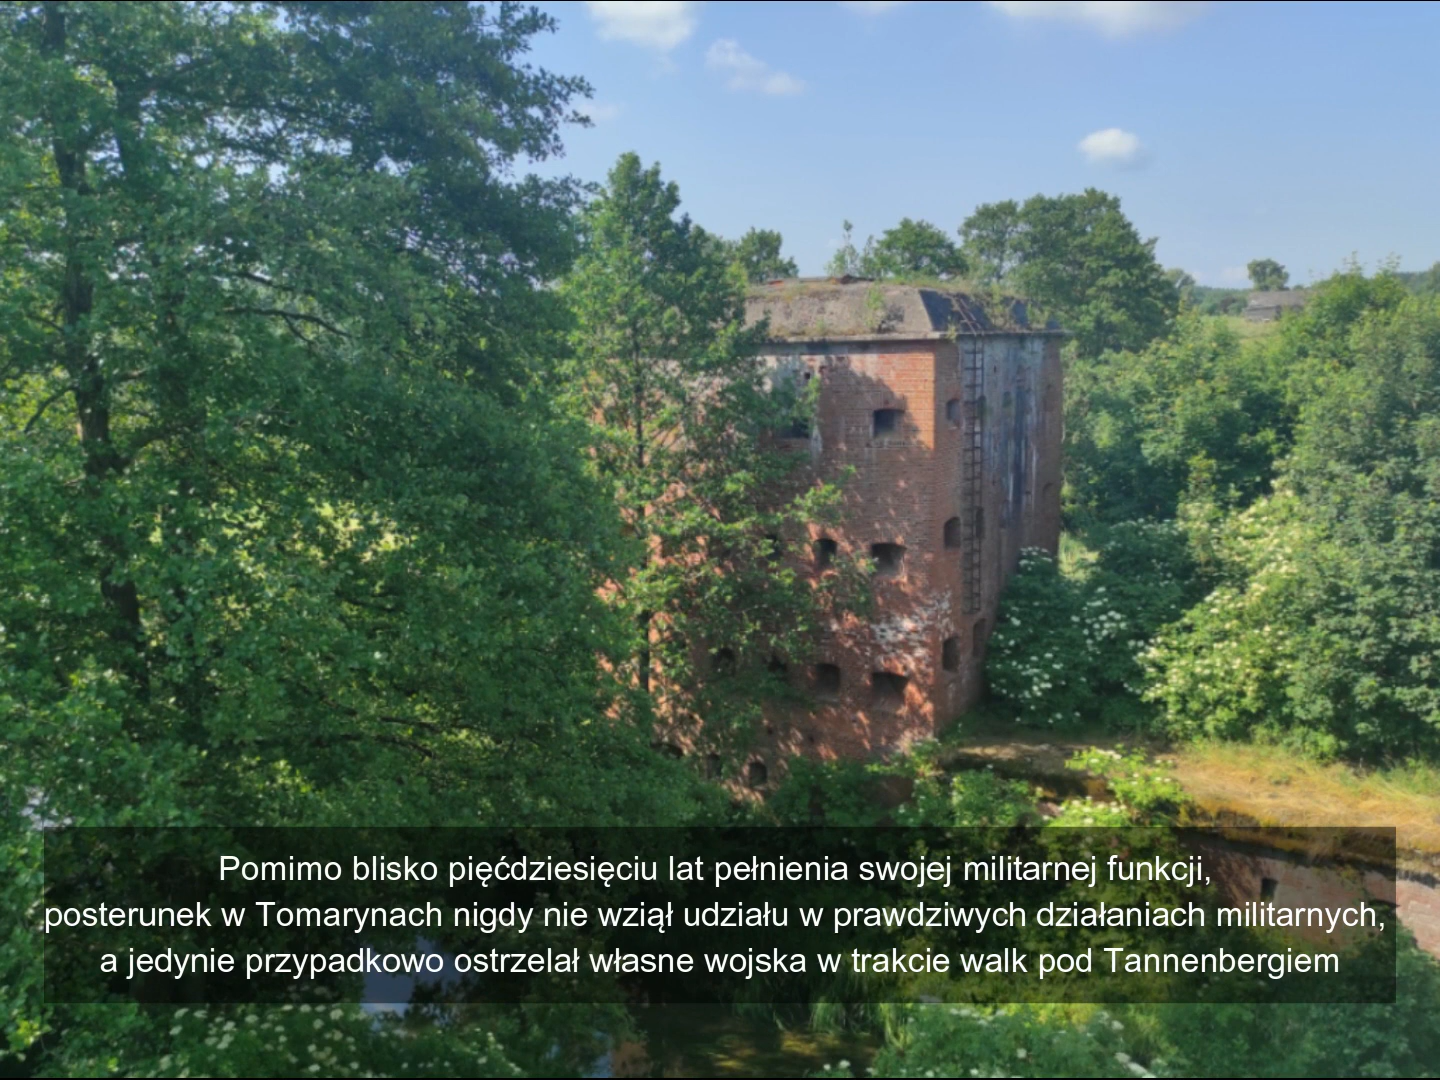 Pomimo blisko pięćdziesięciu lat pełnienia swojej militarnej funkcji,
posterunek w Tomarynach nigdy nie wziął udziału w prawdziwych działaniach militarnych,
a jedynie przypadkowo ostrzelał własne wojska w trakcie walk pod Tannenbergiem